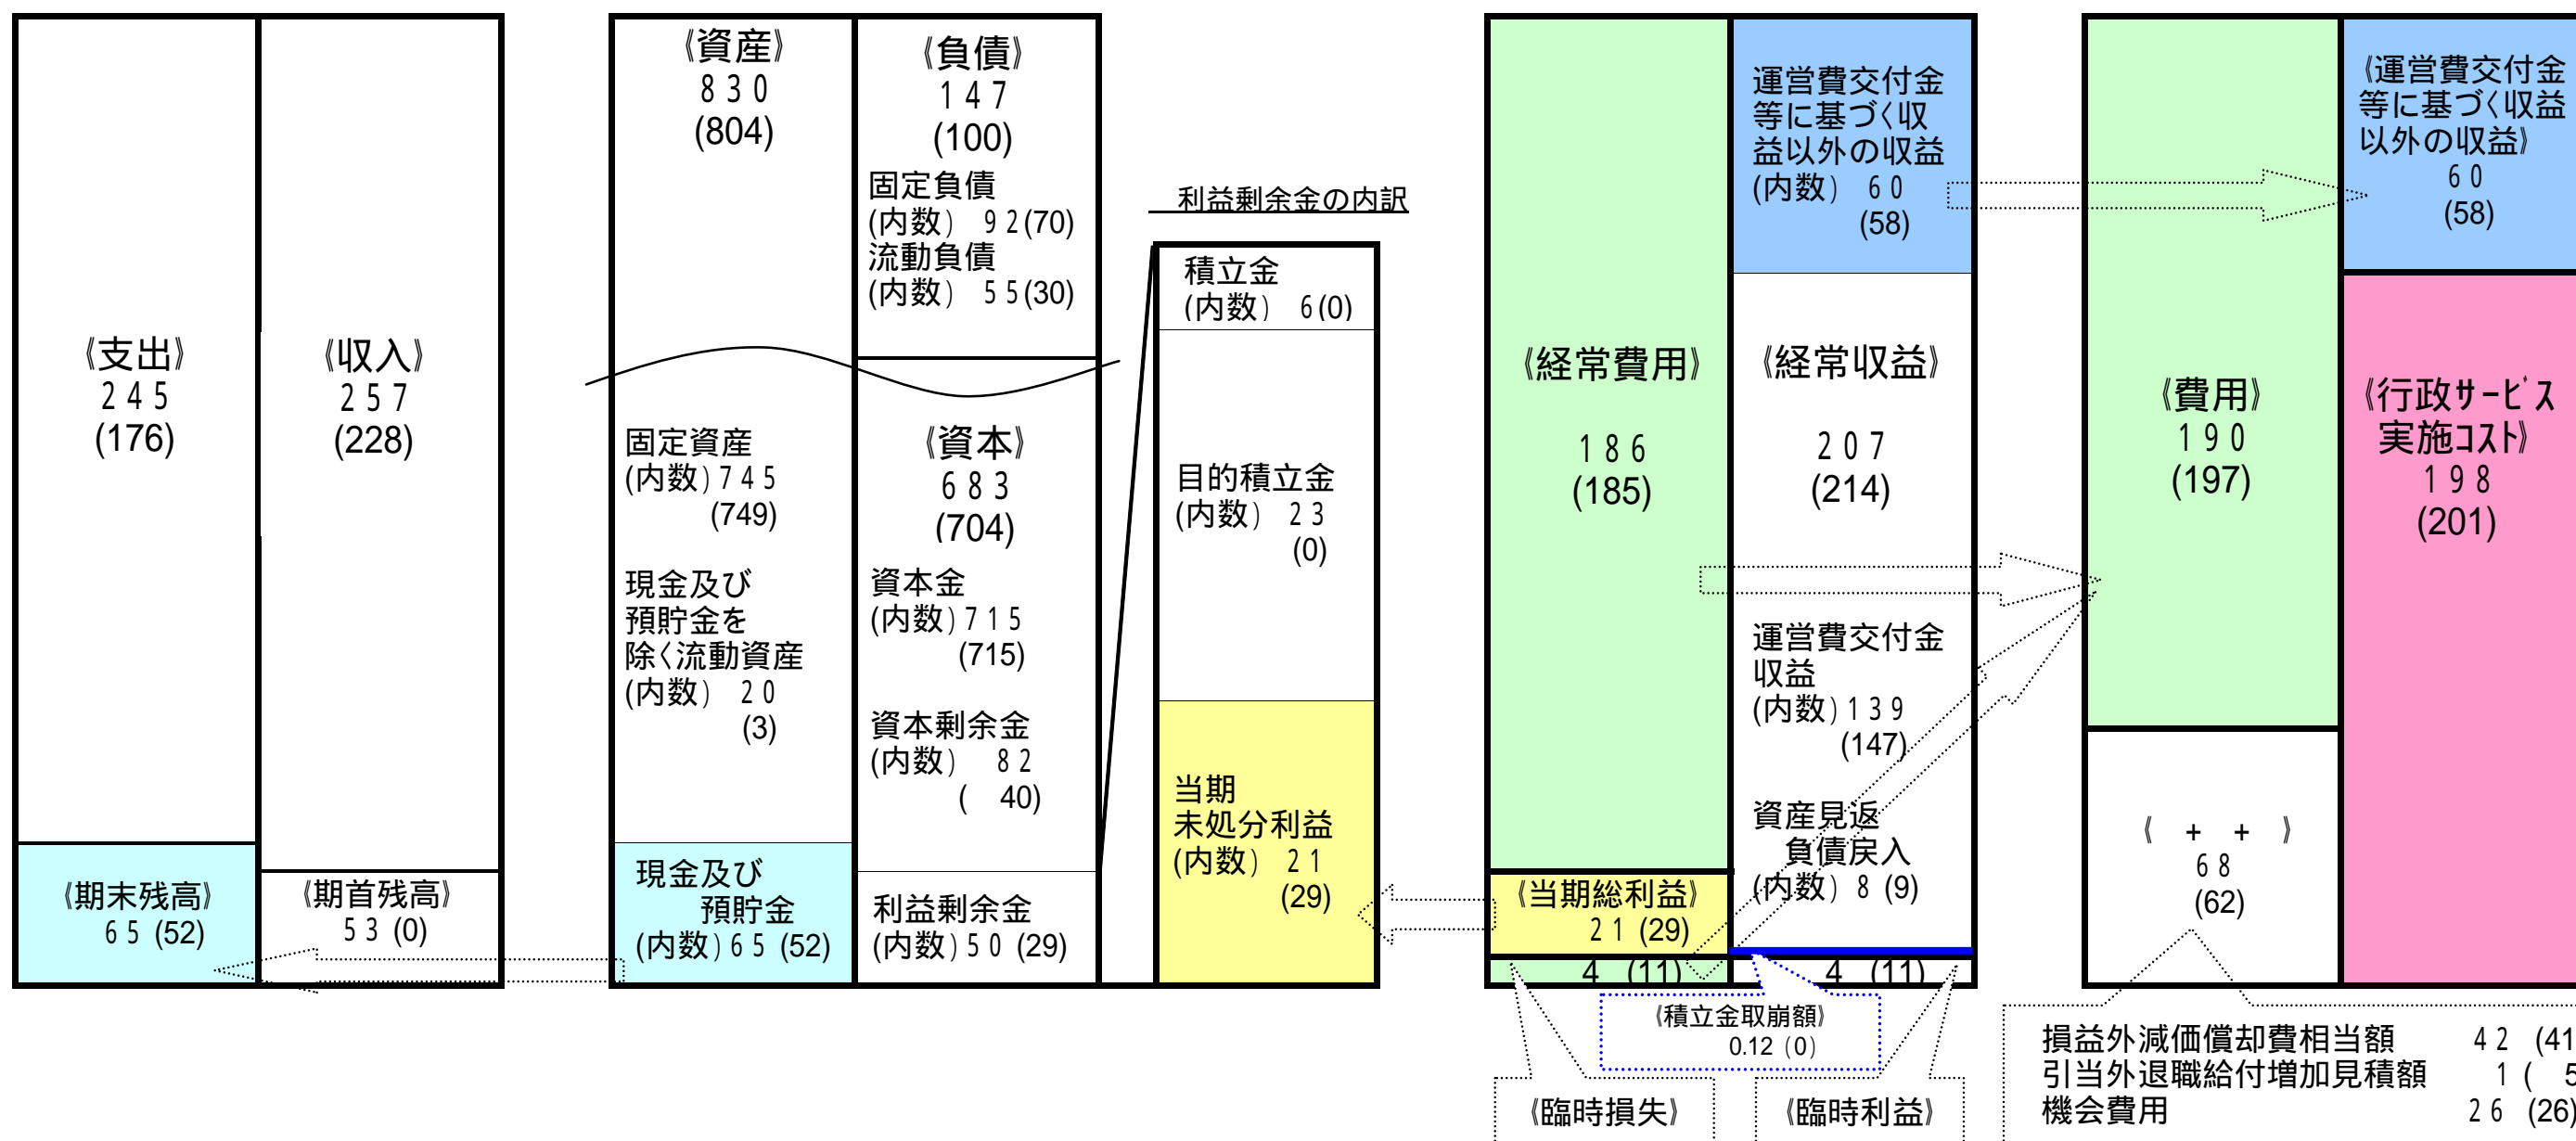 《支出》
２４５
(176)
《期末残高》
６５ (52)
《収入》
２５７
(228)
《期首残高》
５３ (0)
《資産》
８３０
(804)
固定資産
(内数)７４５
(749)
現金及び
預貯金を
除く流動資産
(内数) ２０
(3)
現金及び
預貯金
(内数)６５ (52)
《負債》
１４７
(100)
固定負債
(内数) ９２(70)
流動負債
(内数) ５５(30)
《資本》
６８３
(704)
資本金
(内数)７１５
(715)
資本剰余金
(内数) ８２
( 40)
利益剰余金
(内数)５０ (29)
利益剰余金の内訳
積立金
(内数) ６(0)
目的積立金
(内数) ２３
(0)
当期
未処分利益
(内数) ２１
(29)
《経常費用》
１８６
(185)
《当期総利益》
２１ (29)
４ (11)
運営費交付金
等に基づく収
益以外の収益
(内数) ６０
(58)
《経常収益》
２０７
(214)
運営費交付金
収益
(内数)１３９
(147)
資産見返
負債戻入
(内数)８ (9)
４ (11)
《積立金取崩額》
0.12 (0)
《臨時損失》
《臨時利益》
《費用》
１９０
(197)
《 + + 》
６８
(62)
《運営費交付金
等に基づく収益
以外の収益》
６０
(58)
《行政サービス
実施コスト》
１９８
(201)
損益外減価償却費相当額 ４２ (41
引当外退職給付増加見積額 １ ( 5
機会費用 ２６ (26)